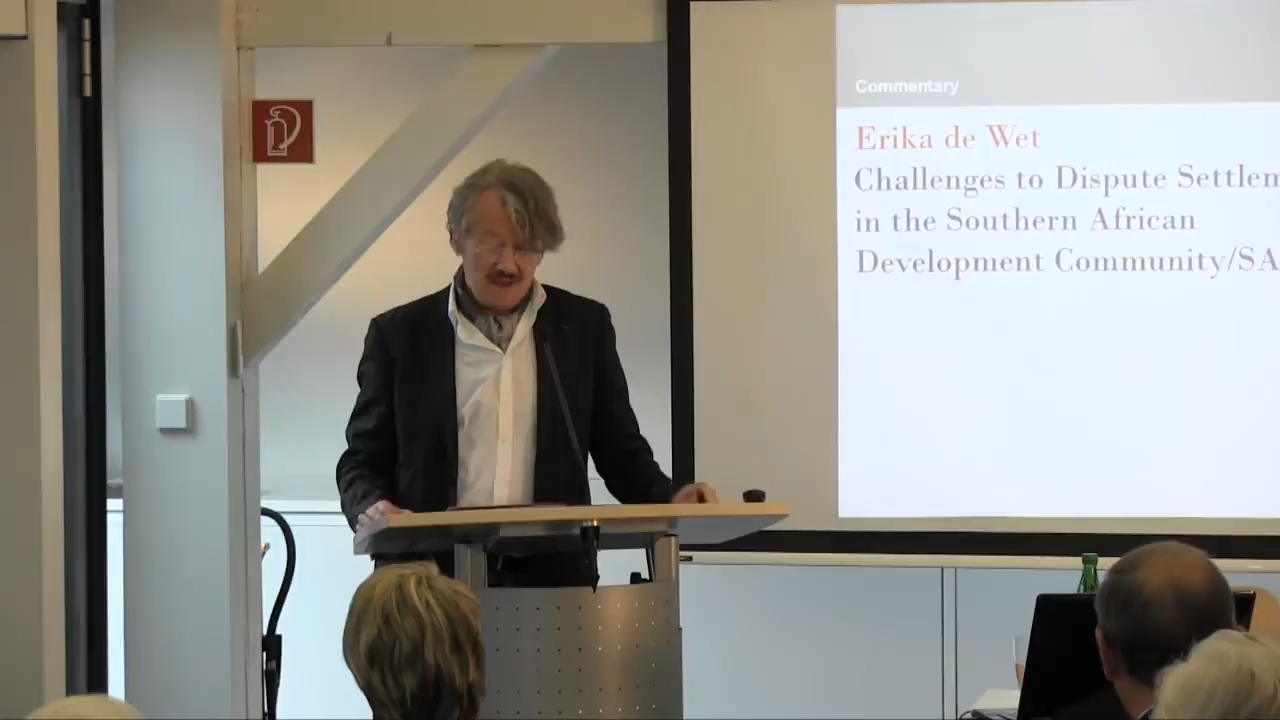 Commentary
Erika de Wet
Challenges to Dispute Settlem
in the Southern African
Development Community/SA